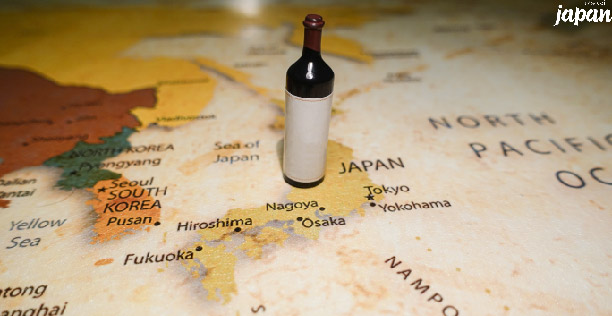 japan
NORTH
PACIFIC
OC
NORTH KOREA
Pyongyang
Sea of
Japan
JAPAN
Seoul
SOUTH
KOREA
Tokyo
Yokohama
Nagoya
Osaka
Pusan
Hiroshima
Yellow
Sea
Fukuoka
NAMPO